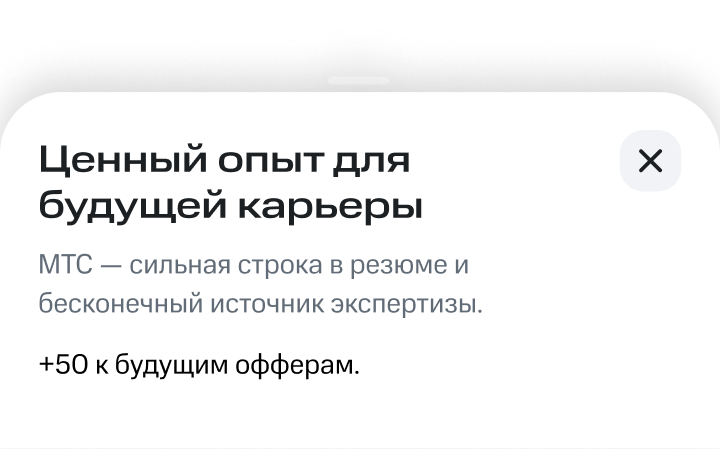 Ценный опыт для
будущей карьеры
МТС — сильная строка в резюме и
бесконечный источник экспертизы.
+50 к будущим офферам.